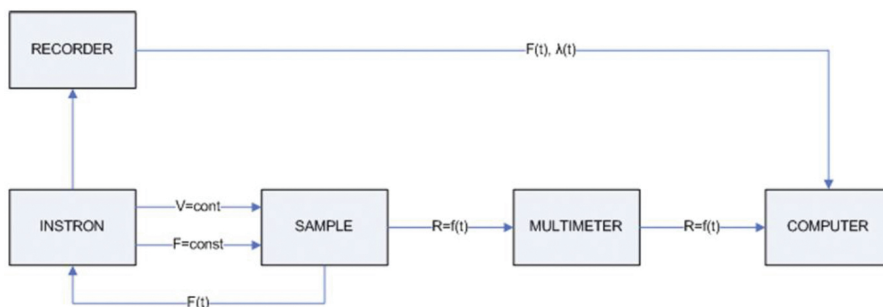 RECORDER
F(t), λ(t)
INSTRON
V=cont
F=const
SAMPLE
R=f(t)
MULTIMETER
R=f(t)
COMPUTER
F(t)